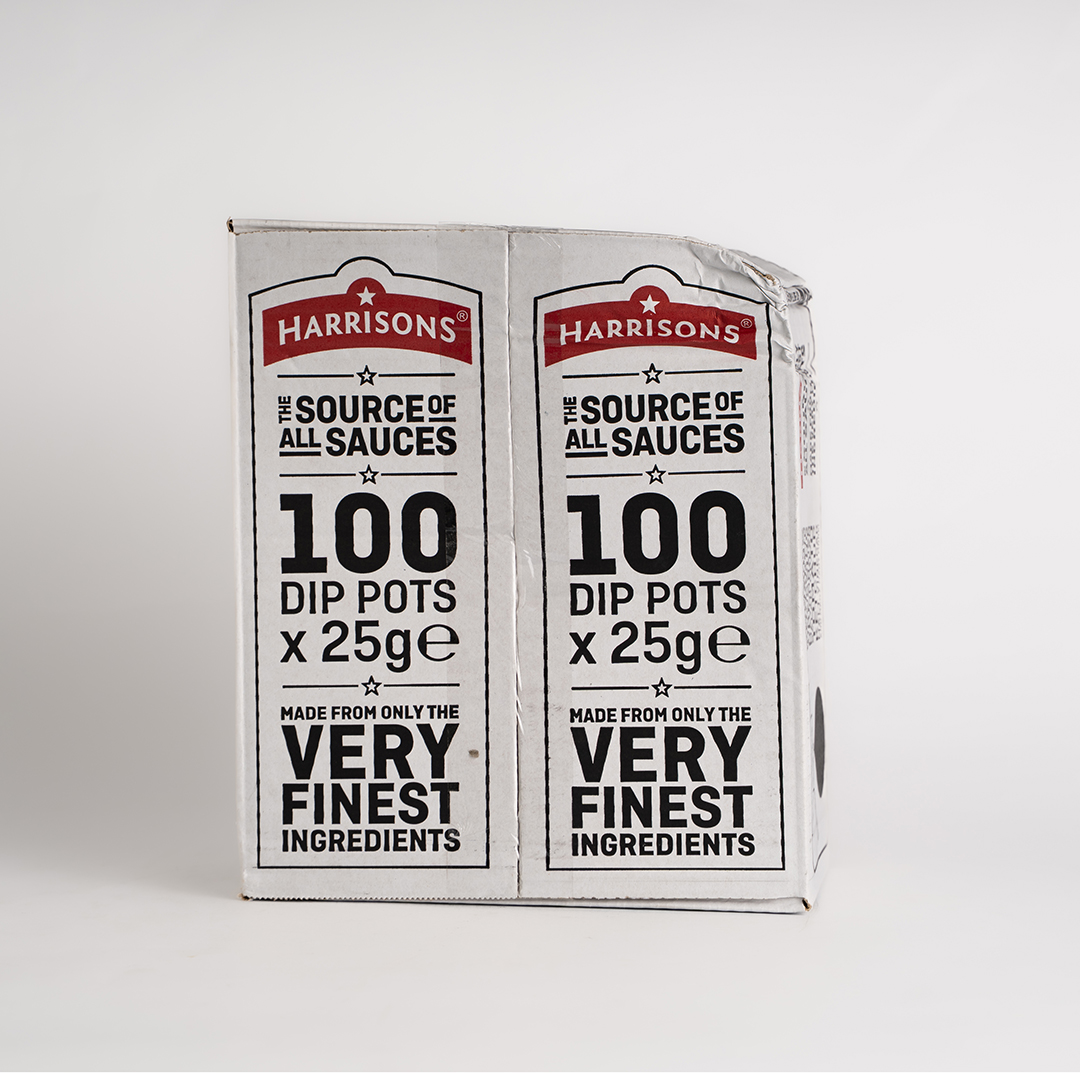 HARRISONS®
THE SOURCE OF
ALL SAUCES
100
DIP POTS
x 25g℮
MADE FROM ONLY THE
VERY
FINEST
INGREDIENTS
HARRISONS®
THE SOURCE OF
ALL SAUCES
100
DIP POTS
x 25g℮
MADE FROM ONLY THE
VERY
FINEST
INGREDIENTS